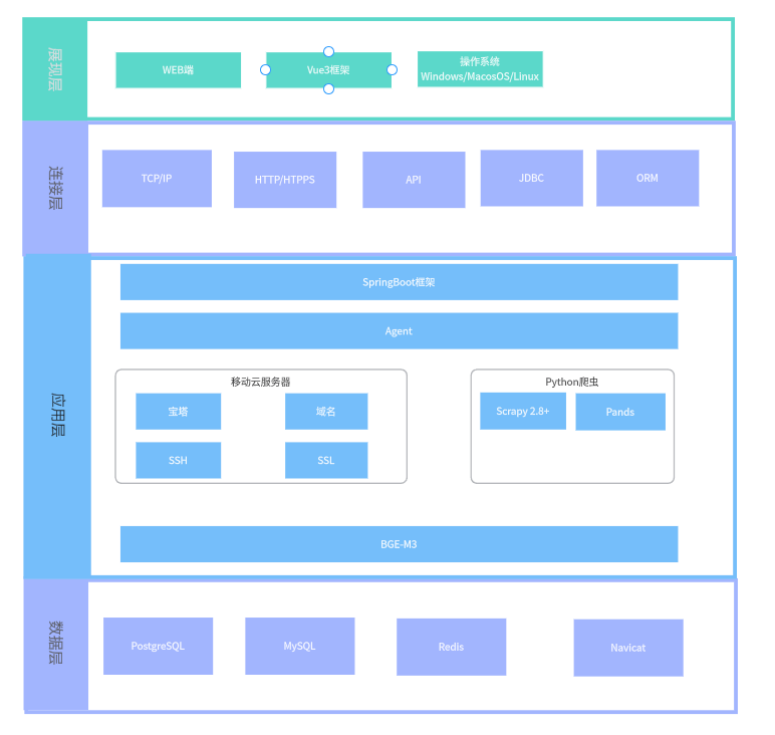 展现层
WEB端
Vue3框架
操作系统
Windows/MacosOS/Linux
连接层
TCP/IP
HTTP/HTPPS
API
JDBC
ORM
应用层
SpringBoot框架
Agent
移动云服务器
宝塔
域名
SSH
SSL
Python爬虫
Scrapy 2.8+
Pands
BGE-M3
数据层
PostgreSQL
MySQL
Redis
Navicat